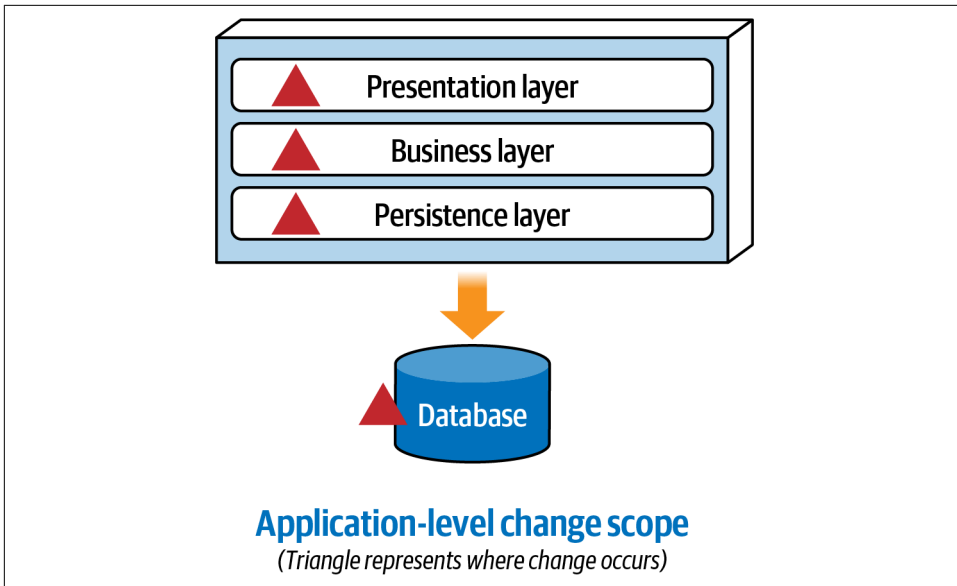 Presentation layer
Business layer
Persistence layer
Database
Application-level change scope
(Triangle represents where change occurs)